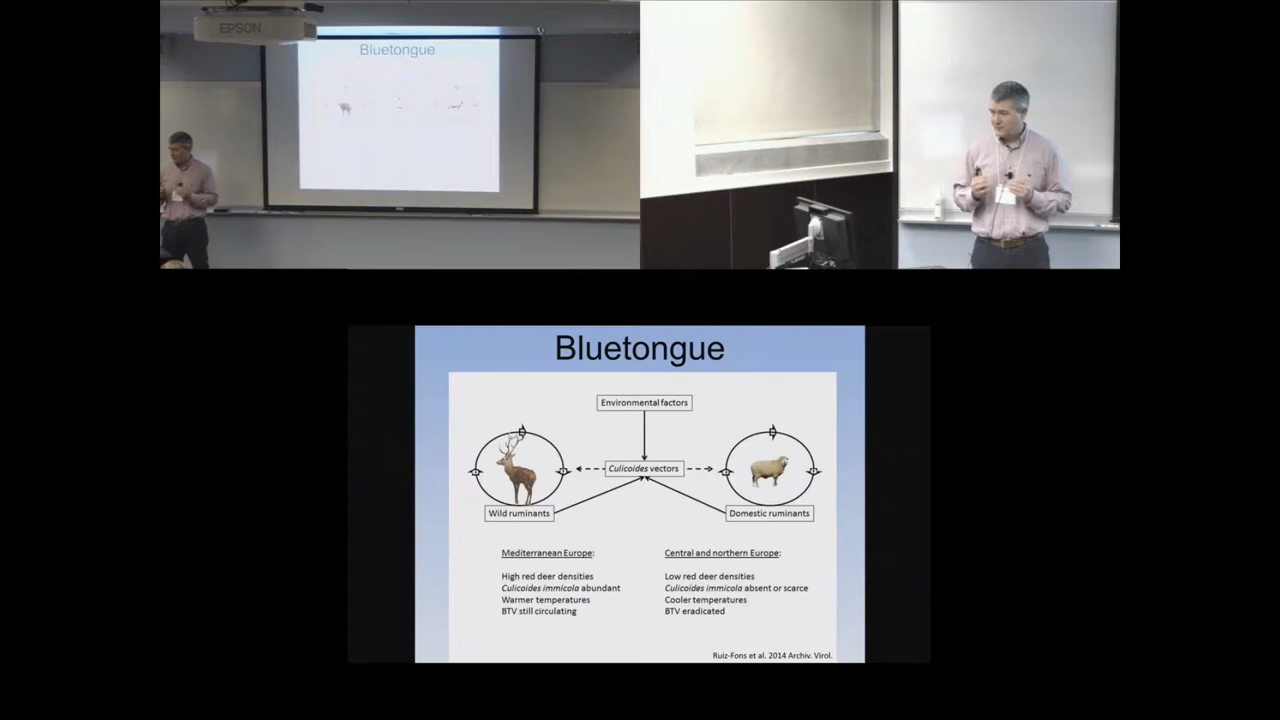 EPSON
Bluetongue
Bluetongue
Environmental factors
Culicoides vectors
Wild ruminants
Domestic ruminants
Mediterranean Europe:
High red deer densities
Culicoides immicola abundant
Warmer temperatures
BTV still circulating
Central and northern Europe:
Low red deer densities
Culicoides immicola absent or scarce
Cooler temperatures
BTV eradicated
Ruiz-Fons et al. 2014 Archiv. Virol.